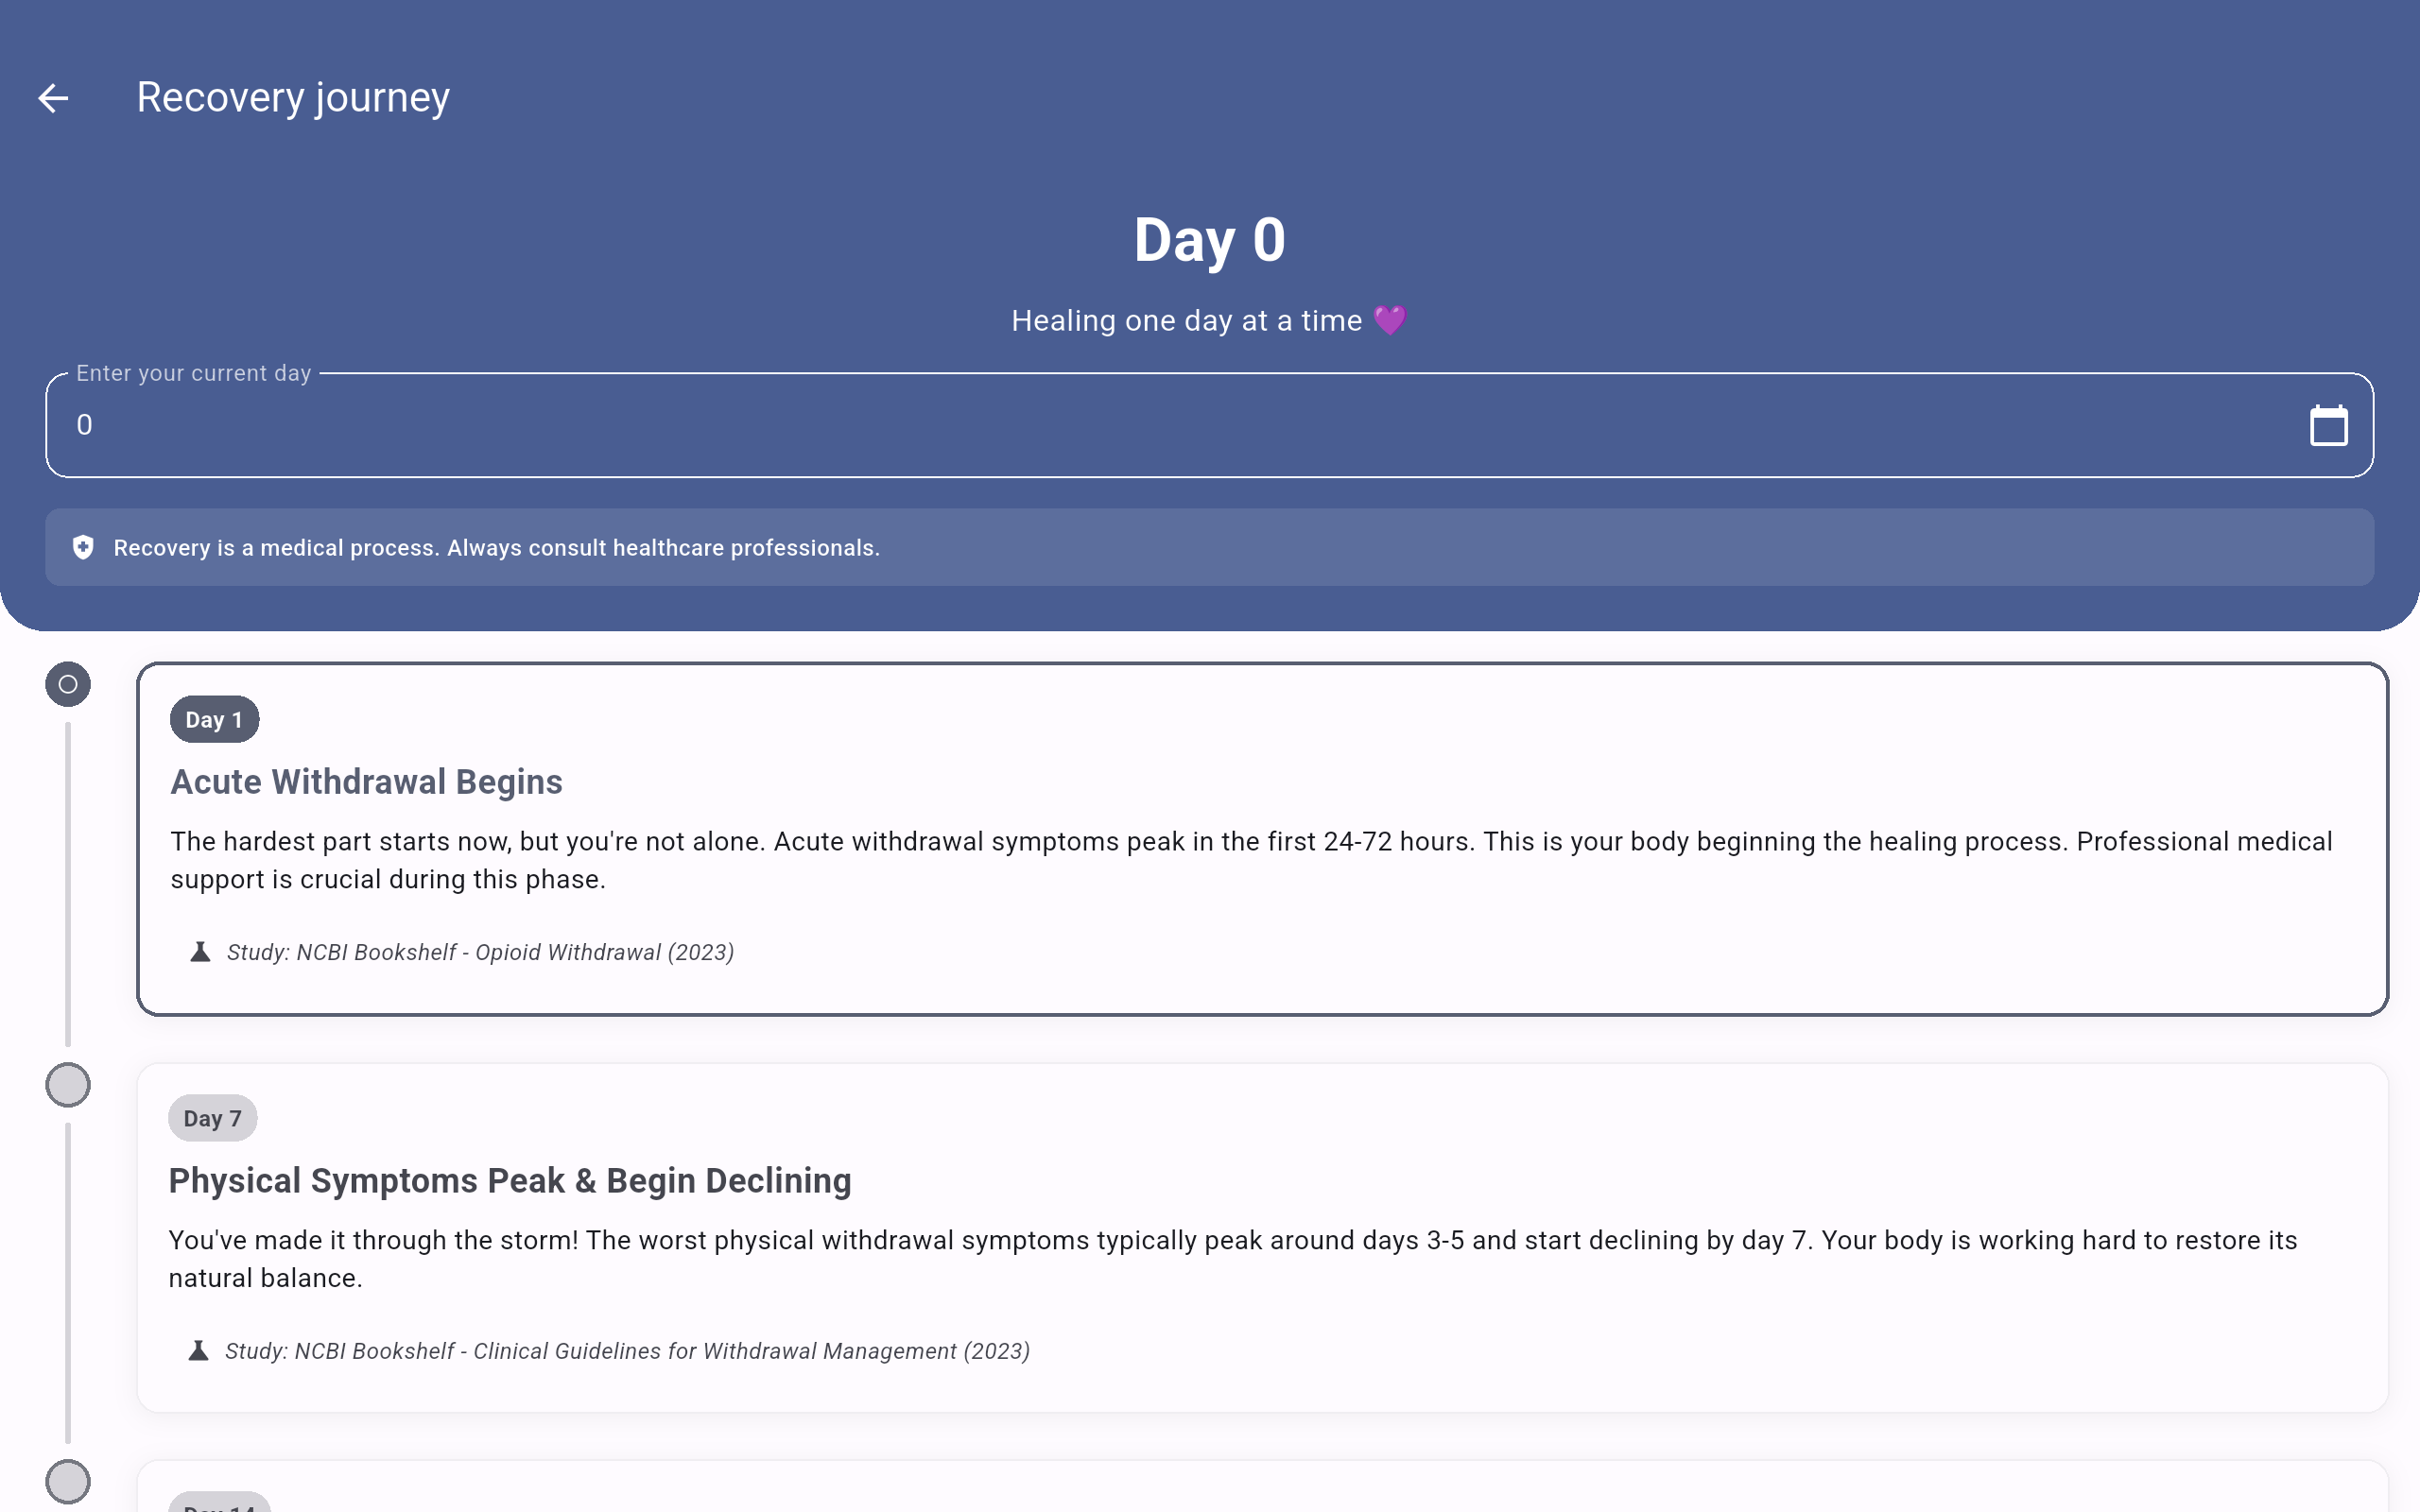 Recovery journey
Day 0
Healing one day at a time 💜
Enter your current day
0
Recovery is a medical process. Always consult healthcare professionals.
Day 1
Acute Withdrawal Begins
The hardest part starts now, but you're not alone. Acute withdrawal symptoms peak in the first 24-72 hours. This is your body beginning the healing process. Professional medical
support is crucial during this phase.
Study: NCBI Bookshelf - Opioid Withdrawal (2023)
Day 7
Physical Symptoms Peak & Begin Declining
You've made it through the storm! The worst physical withdrawal symptoms typically peak around days 3-5 and start declining by day 7. Your body is working hard to restore its
natural balance.
Study: NCBI Bookshelf - Clinical Guidelines for Withdrawal Management (2023)
Day 14